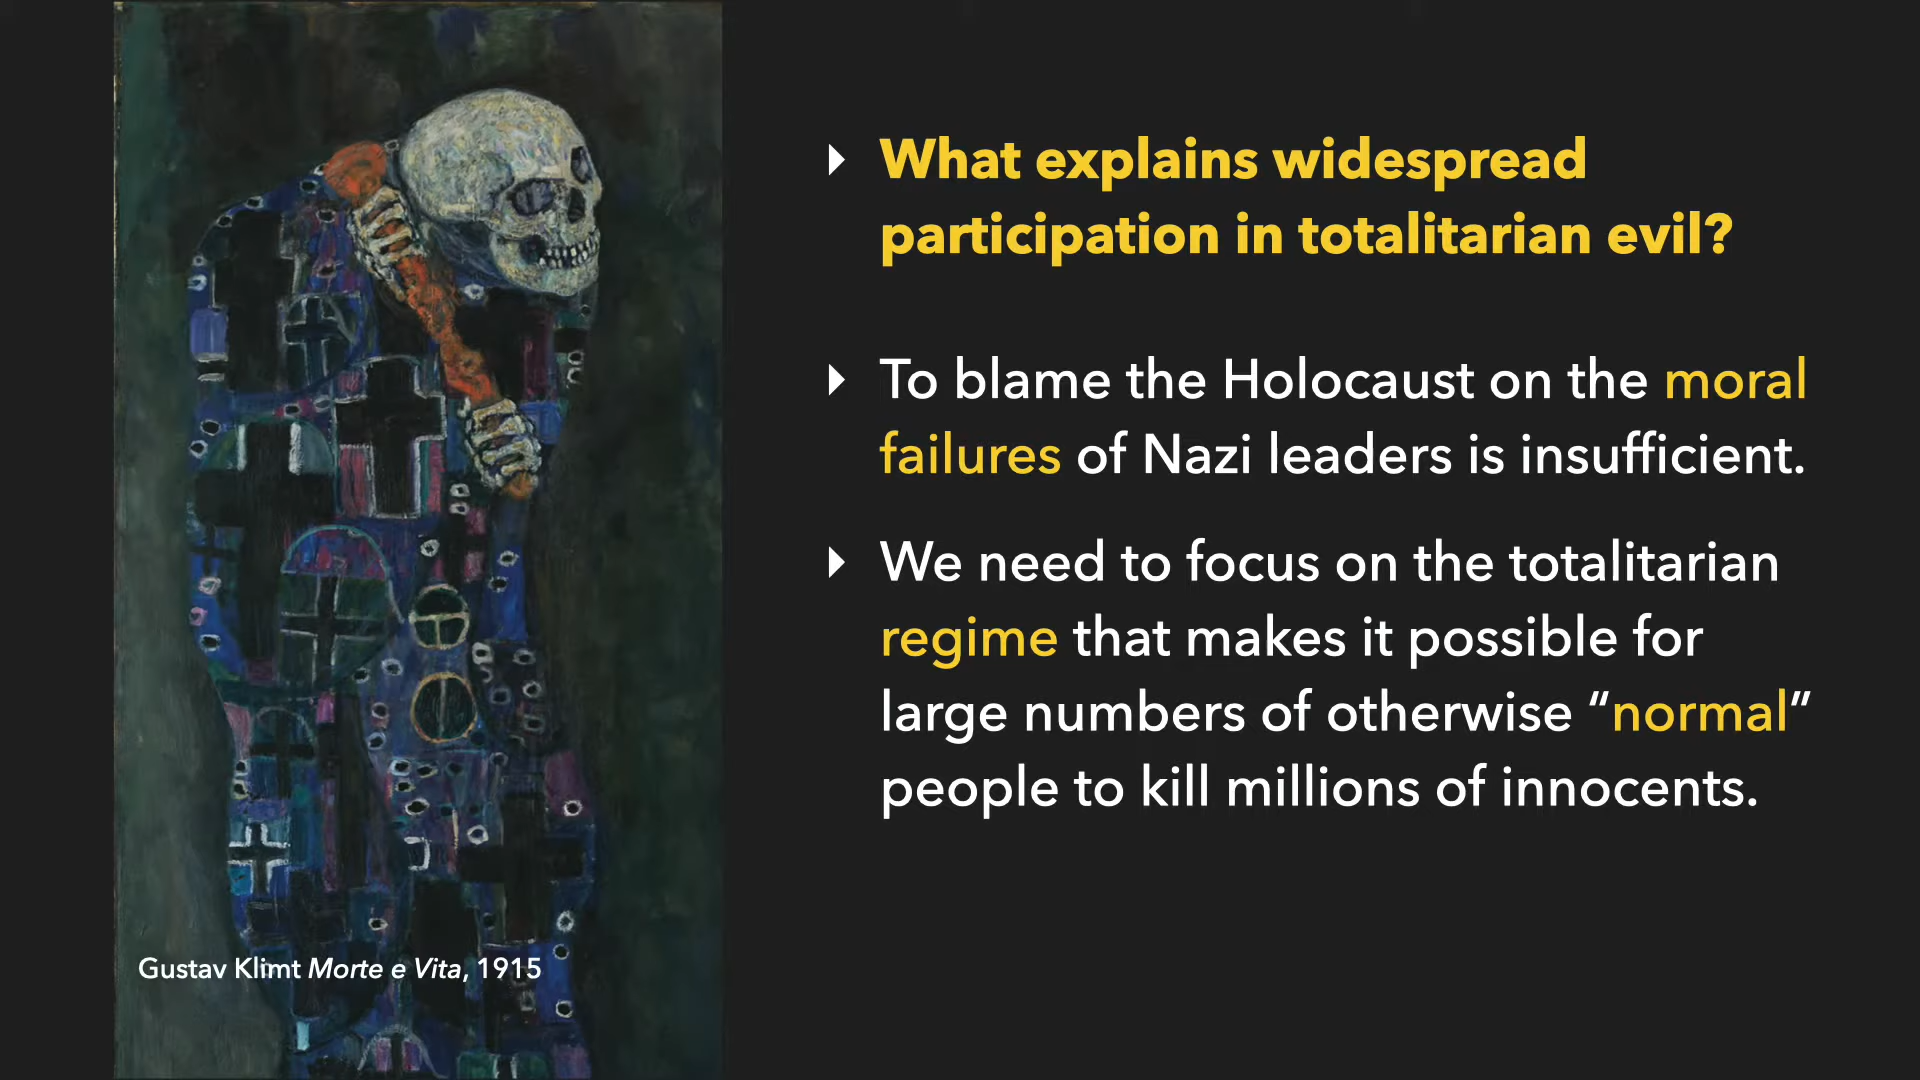 What explains widespread
participation in totalitarian evil?
To blame the Holocaust on the moral
failures of Nazi leaders is insufficient.
We need to focus on the totalitarian
regime that makes it possible for
large numbers of otherwise “normal”
people to kill millions of innocents.
Gustav Klimt Morte e Vita, 1915